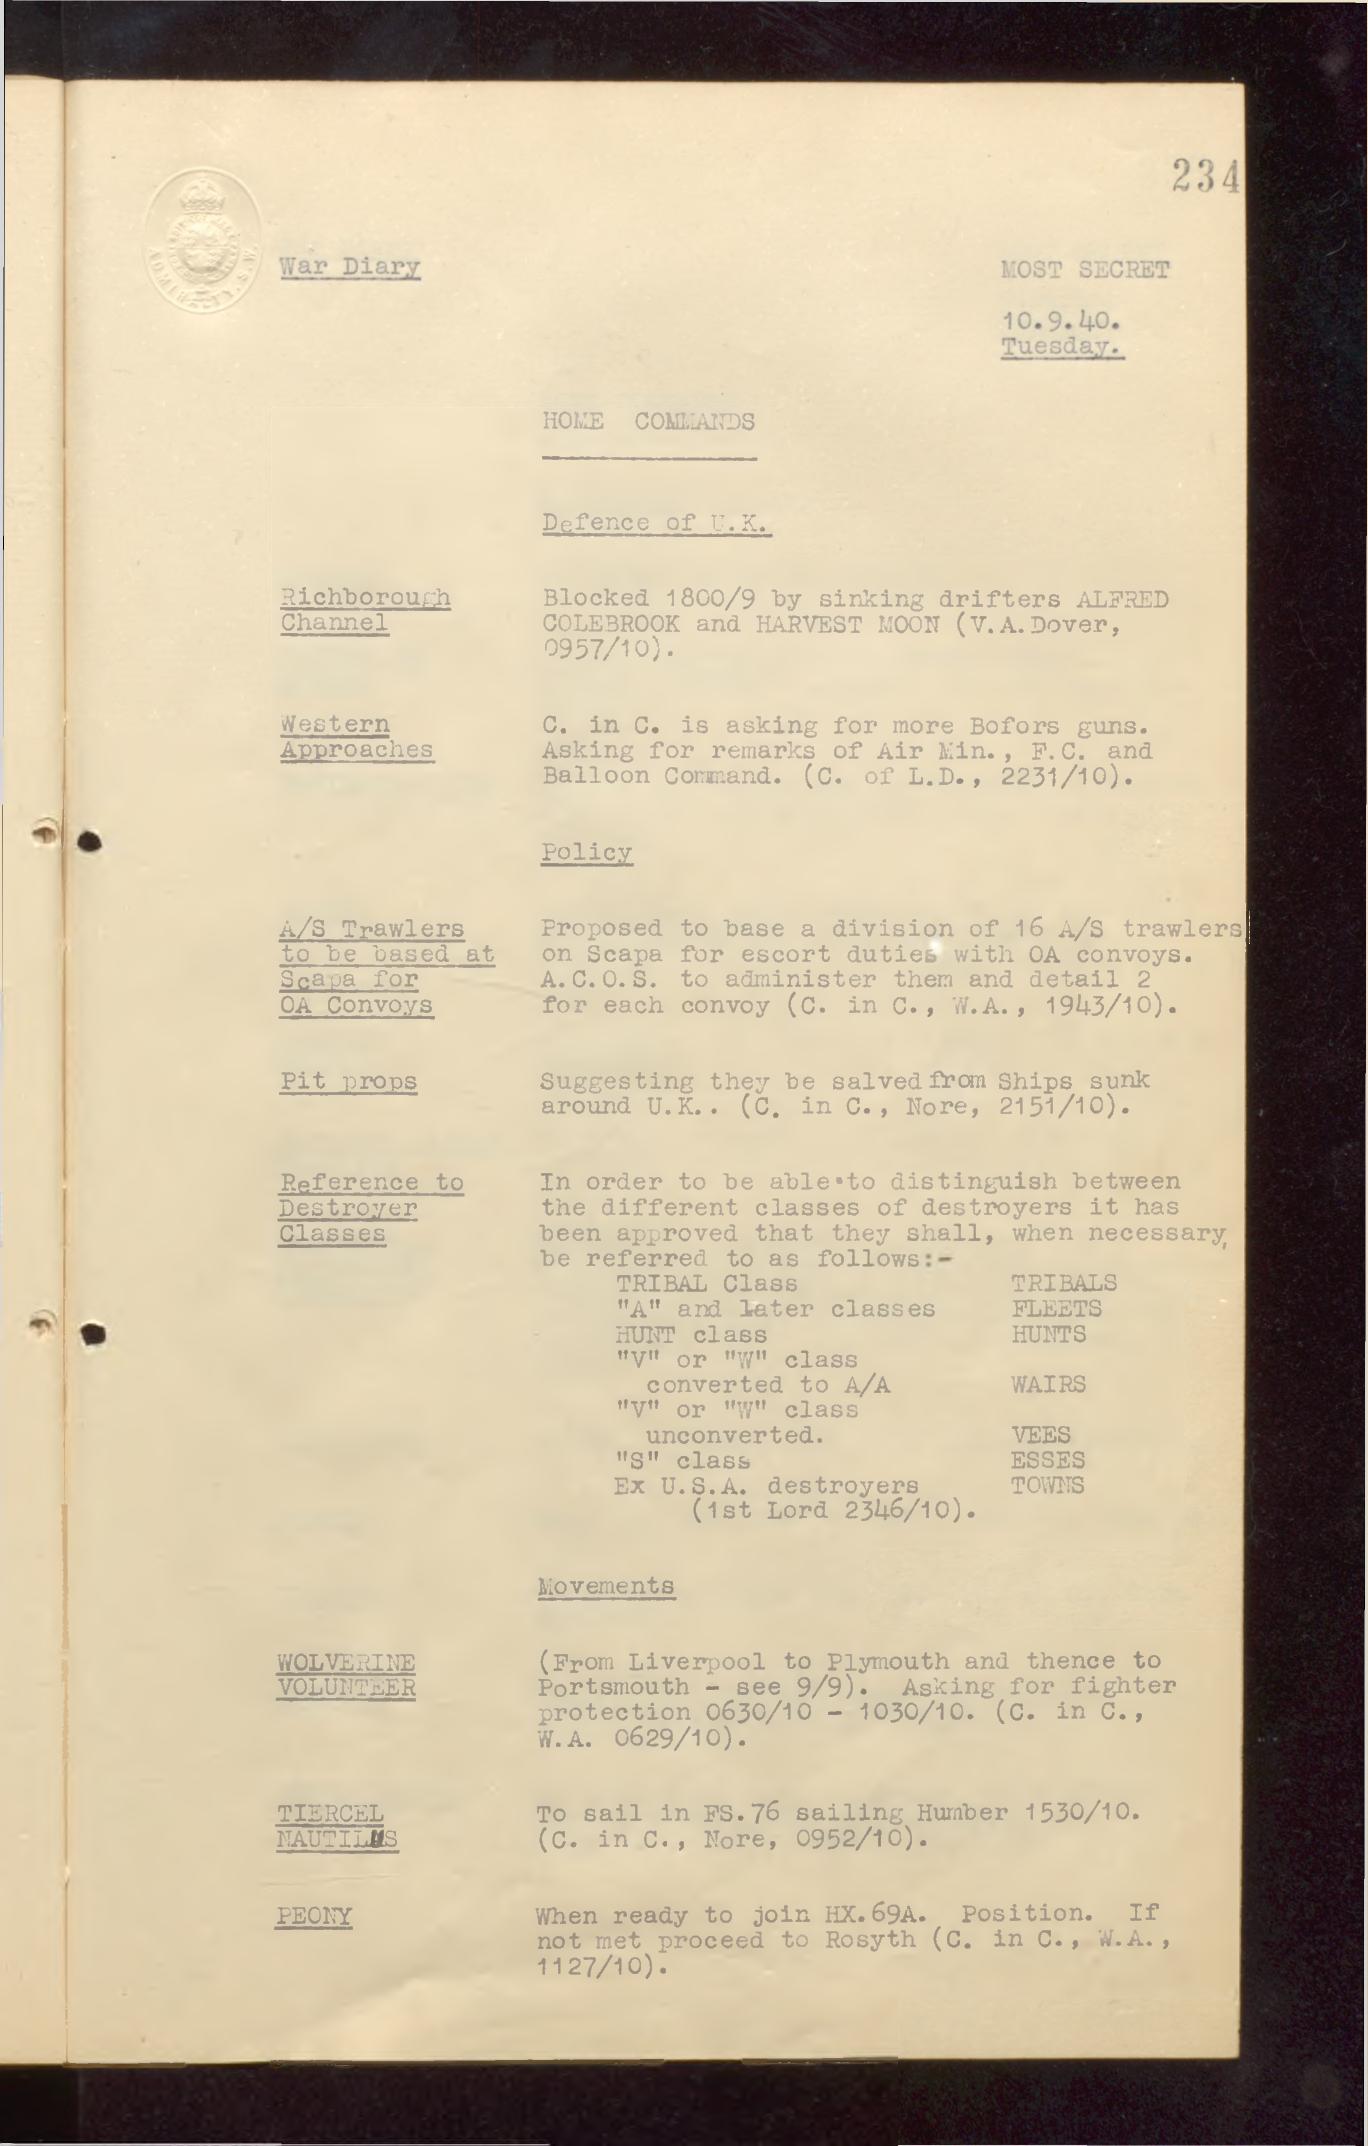 234
ADMIRALTY. S.W.
War Diary MOST SECRET
10.9.40.
Tuesday.
HOME COMMANDS
Defence of U.K.
Richborough Blocked 1800/9 by sinking drifters ALFRED
Channel COLEBROOK and HARVEST MOON (V.A.Dover,
0957/10).
Western C. in C. is asking for more Bofors guns.
Approaches Asking for remarks of Air Min., F.C. and
Balloon Command. (C. of L.D., 2231/10).
Policy
A/S Trawlers Proposed to base a division of 16 A/S trawlers
to be based at on Scapa for escort duties with OA convoys.
Scapa for A.C.O.S. to administer them and detail 2
OA Convoys for each convoy (C. in C., W.A., 1943/10).
Pit props Suggesting they be salved from Ships sunk
around U.K.. (C. in C., Nore, 2151/10).
Reference to In order to be able to distinguish between
Destroyer the different classes of destroyers it has
Classes been approved that they shall, when necessary,
be referred to as follows:-
TRIBAL Class TRIBALS
"A" and later classes FLEETS
HUNT class HUNTS
"V" or "W" class
converted to A/A WAIRS
"V" or "W" class
unconverted. VEES
"S" class ESSES
Ex U.S.A. destroyers TOWNS
(1st Lord 2346/10).
Movements
WOLVERINE (From Liverpool to Plymouth and thence to
VOLUNTEER Portsmouth - see 9/9). Asking for fighter
protection 0630/10 - 1030/10. (C. in C.,
W.A. 0629/10).
TIERCEL To sail in FS.76 sailing Humber 1530/10.
NAUTILUS (C. in C., Nore, 0952/10).
PEONY When ready to join HX.69A. Position. If
not met proceed to Rosyth (C. in C., W.A.,
1127/10).